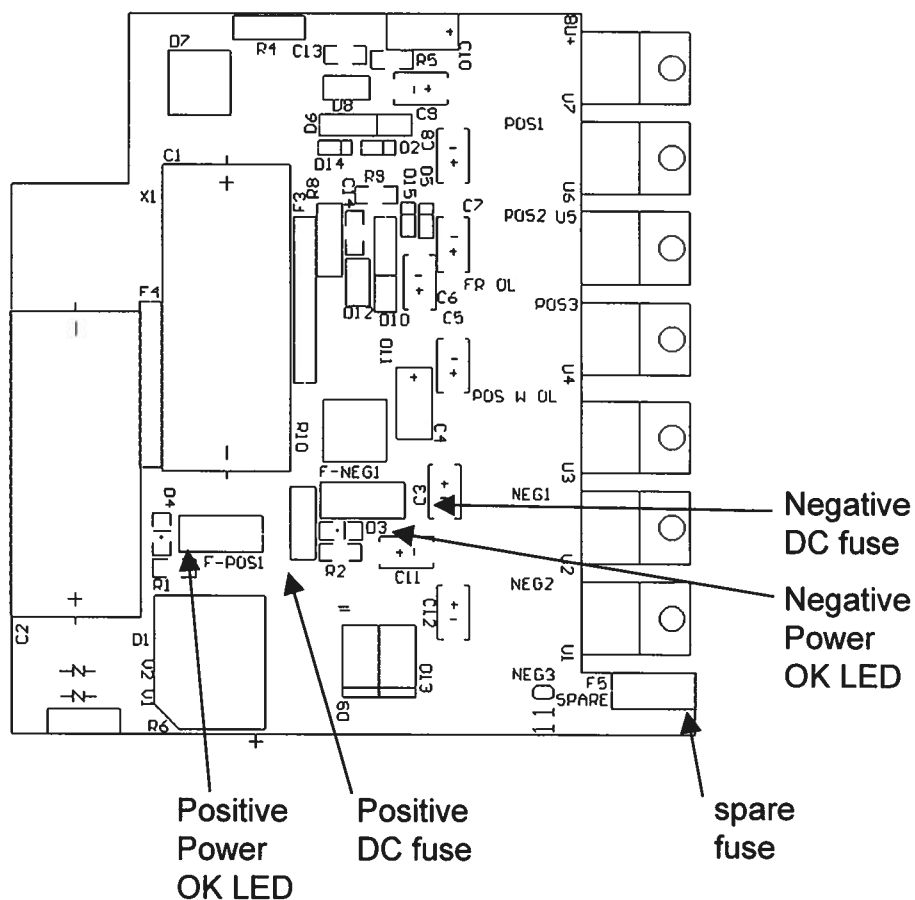 8U+
D7
R4
C13
R5
C10
U8
C9
U7
D6
POS1
C8
D14
D2
C1
R9
D5
D15
X1
R8
C14
F3
C7
U6
POS2 U5
FR OL
F4
C6
D12
D10
C5
POS3
D11
U4
POS W OL
R10
C4
F-NEG1
U3
D4
C3
NEG1
D3
F-POS1
R2
C11
U2
R1
NEG2
C2
D1
C12
U1
U2
U1
D13
NEG3
F5
SPARE
R6
D9
110
Negative
DC fuse
Negative
Power
OK LED
Positive
Power
OK LED
Positive
DC fuse
spare
fuse